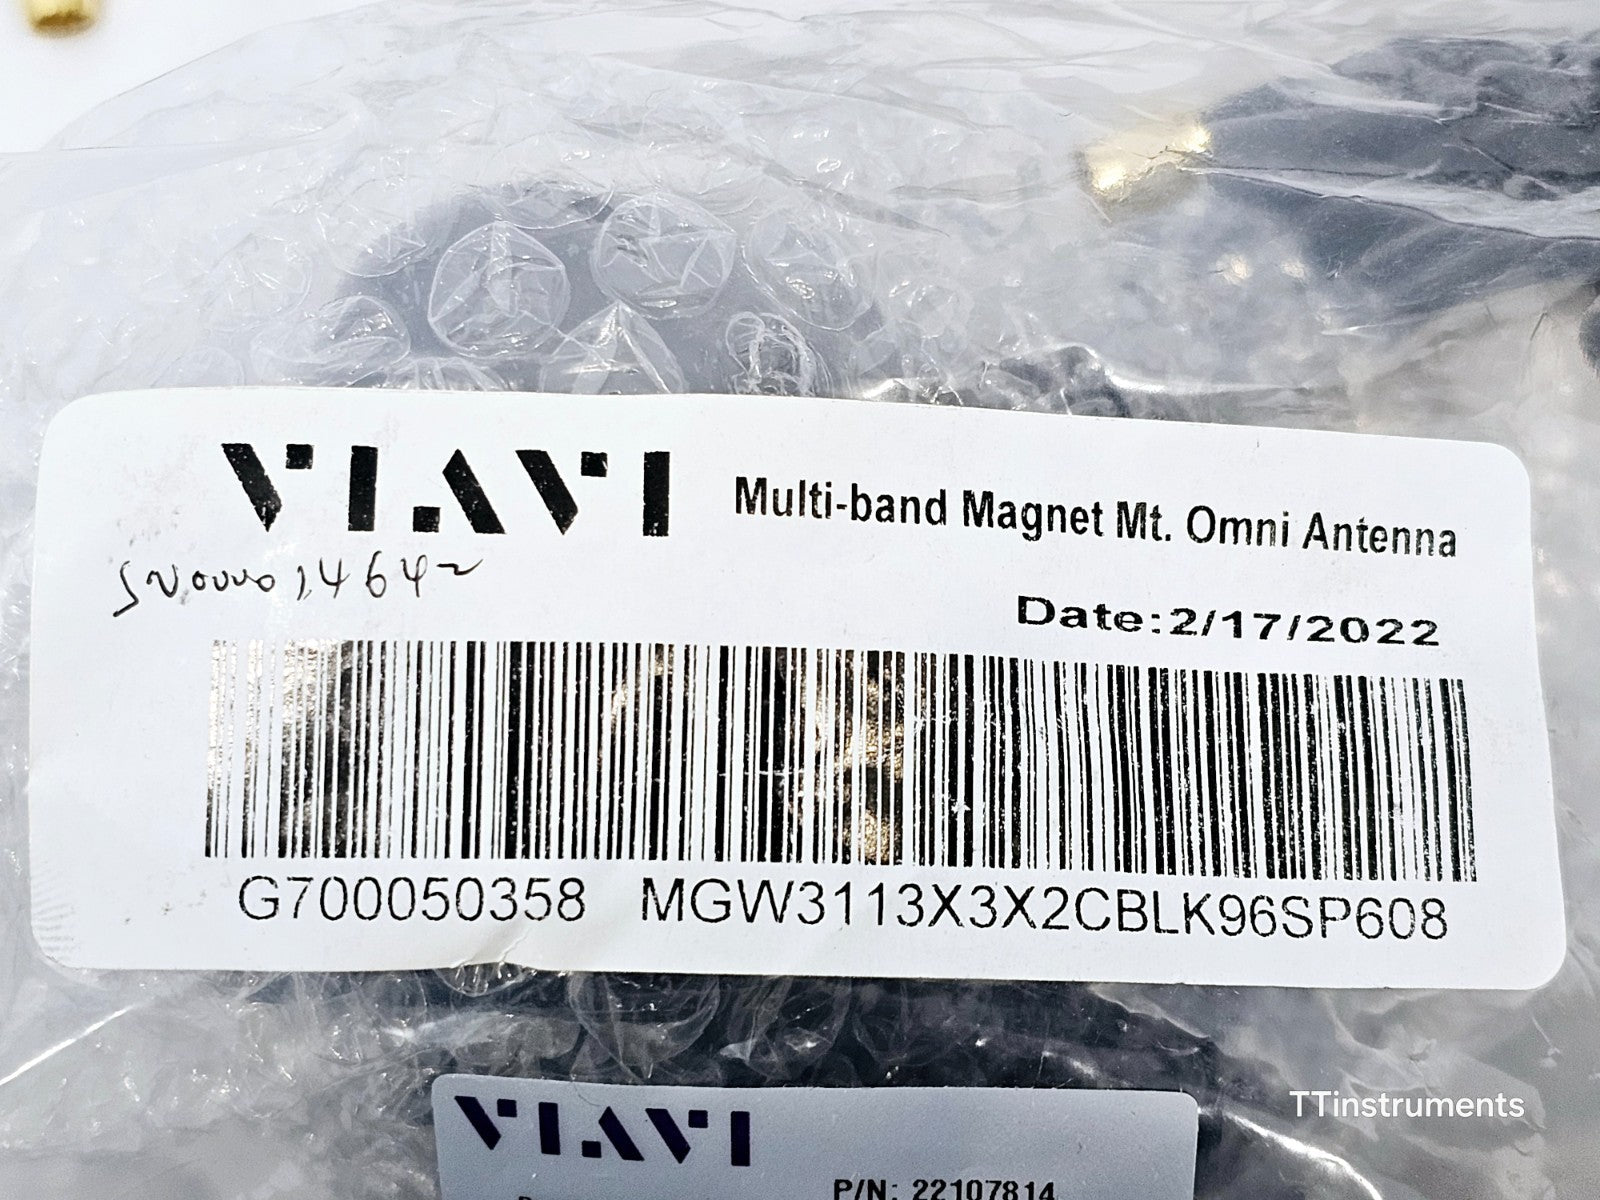 VIAVI
Multi-band Magnet Mt. Omni Antenna
Date:2/17/2022
G700050358 MGW3113X3X2CBLK96SP608
VIAVI
P/N: 22107814
TTinstruments